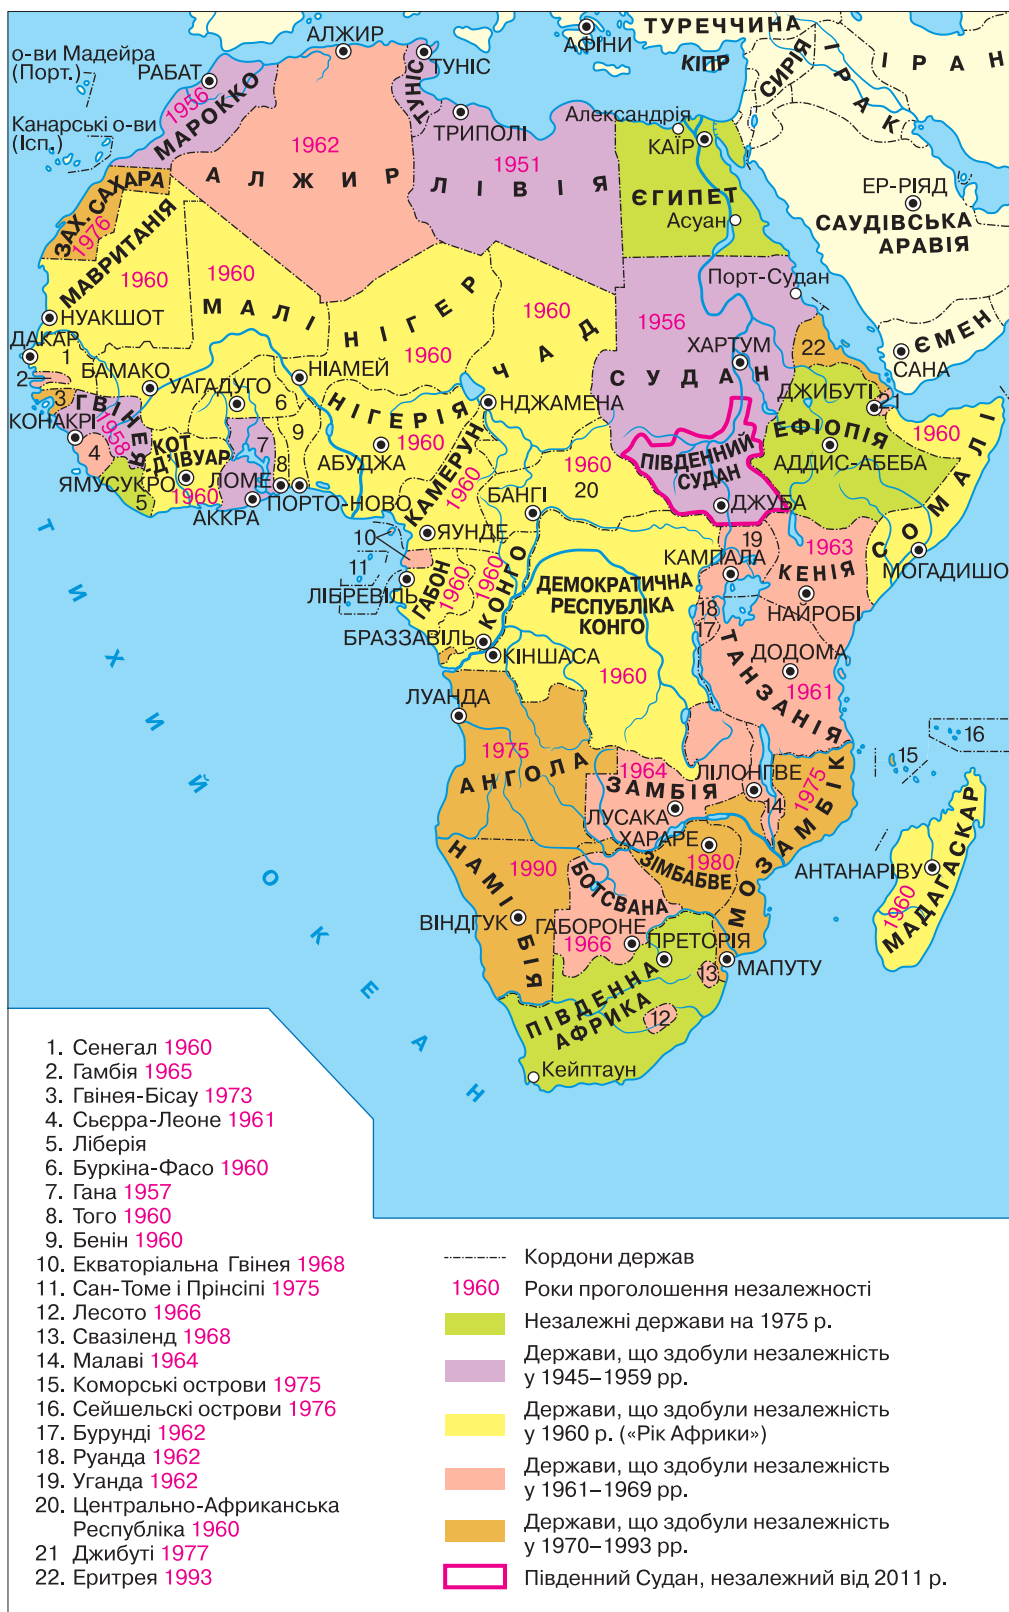 ТУРЕЧЧИНА
АЛЖИР
АФІНИ
о-ви Мадейра
(Порт.)
РАБАТ
ТУНІС
ТУНІС
КІПР
СИРІЯ
ІРАК
ІРАН
1956
МАРОККО
ТРИПОЛІ
Александрія
КАЇР
Канарські о-ви
(Ісп.)
1962
АЛЖИР
1951
ЛІВІЯ
ЄГИПЕТ
Асуан
ЕР-РІЯД
САУДІВСЬКА
АРАВІЯ
ЗАХ. САХАРА
1976
МАВРИТАНІЯ
1960
1960
МАЛІ
НІГЕР
1960
1960
ЧАД
Порт-Судан
1956
СУДАН
ХАРТУМ
22
ЄМЕН
САНА
НУАКШОТ
ДАКАР
1
2
3
БАМАКО
УАГАДУГО
НІАМЕЙ
6
НІГЕРІЯ
НДЖАМЕНА
ДЖИБУТІ
21
ГВІНЕЯ
1958
КОНАКРІ
4
КОТ
Д'ІВУАР
7
8
9
АБУДЖА
1960
ЕФІОПІЯ
АДДИС-АБЕБА
1960
СОМАЛІ
ПІВДЕННИЙ
СУДАН
ДЖУБА
ЯМУСУКРО
5
1960
ЛОМЕ
АККРА
ПОРТО-НОВО
КАМЕРУН
1960
БАНГІ
1960
20
10
ЯУНДЕ
11
ЛІБРЕВІЛЬ
ГАБОН
1960
1960
КОНГО
ДЕМОКРАТИЧНА
РЕСПУБЛІКА
КОНГО
1960
19
КАМПАЛА
1963
КЕНІЯ
НАЙРОБІ
МОГАДИШО
18
17
БРАЗЗАВІЛЬ
КІНШАСА
ТАНЗАНІЯ
ДОДОМА
1961
ЛУАНДА
1975
АНГОЛА
1964
ЗАМБІЯ
ЛУСАКА
ЛІЛОНГВЕ
14
1975
МОЗАМБІК
15
16
ХАРАРЕ
1980
ЗІМБАБВЕ
НАМІБІЯ
1990
ВІНДГУК
БОТСВАНА
ГАБОРОНЕ
1966
АНТАНАРІВУ
1960
МАДАГАСКАР
ПРЕТОРІЯ
13
МАПУТУ
ПІВДЕННА
АФРИКА
12
Кейптаун
ТИХИЙ ОКЕАН
1. Сенегал 1960
2. Гамбія 1965
3. Гвінея-Бісау 1973
4. Сьєрра-Леоне 1961
5. Ліберія
6. Буркіна-Фасо 1960
7. Гана 1957
8. Того 1960
9. Бенін 1960
10. Екваторіальна Гвінея 1968
11. Сан-Томе і Прінсіпі 1975
12. Лесото 1966
13. Свазіленд 1968
14. Малаві 1964
15. Коморські острови 1975
16. Сейшельскі острови 1976
17. Бурунді 1962
18. Руанда 1962
19. Уганда 1962
20. Центрально-Африканська
Республіка 1960
21 Джибуті 1977
22. Еритрея 1993
Кордони держав
1960 Роки проголошення незалежності
Незалежні держави на 1975 р.
Держави, що здобули незалежність
у 1945–1959 рр.
Держави, що здобули незалежність
у 1960 р. («Рік Африки»)
Держави, що здобули незалежність
у 1961–1969 рр.
Держави, що здобули незалежність
у 1970–1993 рр.
Південний Судан, незалежний від 2011 р.